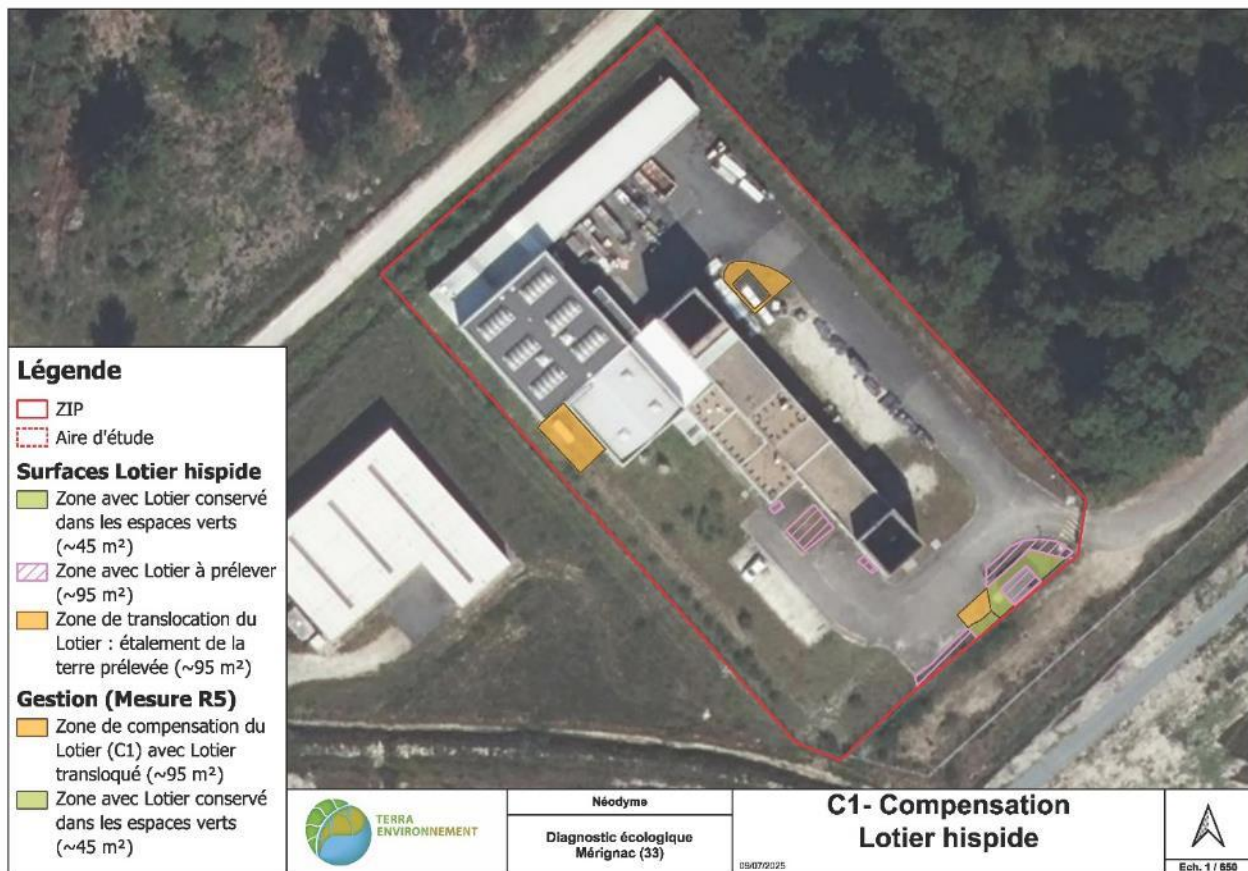 Légende
ZIP
Aire d'étude
Surfaces Lotier hispide
Zone avec Lotier conservé
dans les espaces verts
(~45 m²)
Zone avec Lotier à prélever
(~95 m²)
Zone de translocation du
Lotier : étalement de la
terre prélevée (~95 m²)
Gestion (Mesure R5)
Zone de compensation du
Lotier (C1) avec Lotier
transloqué (~95 m²)
Zone avec Lotier conservé
dans les espaces verts
(~45 m²)
TERRA
ENVIRONNEMENT
Néodyme
Diagnostic écologique
Mérignac (33)
C1- Compensation
Lotier hispide
09/07/2025
Ech. 1 / 650